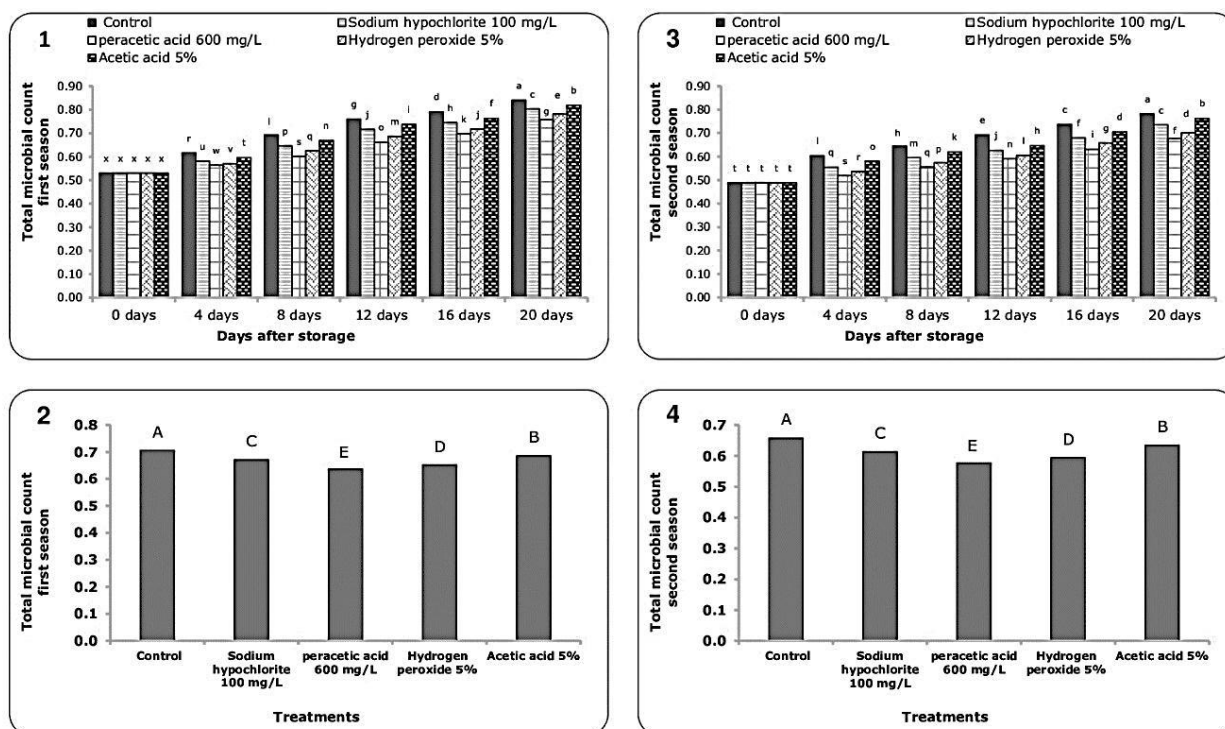 1
Control
Sodium hypochlorite 100 mg/L
peracetic acid 600 mg/L
Hydrogen peroxide 5%
Acetic acid 5%
Total microbial count
first season
0.90
0.80
0.70
0.60
0.50
0.40
0.30
0.20
0.10
0.00
x x x x x
r u w v t
l p s q n
g j o m i
d h k j f
a c g e b
0 days 4 days 8 days 12 days 16 days 20 days
Days after storage
3
Control
Sodium hypochlorite 100 mg/L
peracetic acid 600 mg/L
Hydrogen peroxide 5%
Acetic acid 5%
Total microbial count
second season
0.90
0.80
0.70
0.60
0.50
0.40
0.30
0.20
0.10
0.00
t t t t t
q s r o
h m q p k
e j n l h
c f i g d
a c f d b
0 days 4 days 8 days 12 days 16 days 20 days
Days after storage
2
Total microbial count
first season
0.8
0.7
0.6
0.5
0.4
0.3
0.2
0.1
0.0
A C E D B
Control
Sodium
hypochlorite
100 mg/L
peracetic acid
600 mg/L
Hydrogen
peroxide 5%
Acetic acid 5%
Treatments
4
Total microbial count
second season
0.7
0.6
0.5
0.4
0.3
0.2
0.1
0.0
A C E D B
Control
Sodium
hypochlorite
100 mg/L
peracetic acid
600 mg/L
Hydrogen
peroxide 5%
Acetic acid 5%
Treatments